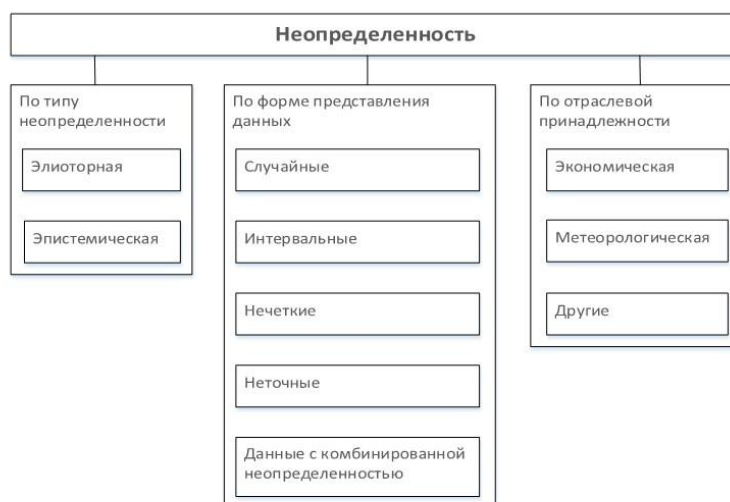 Неопределенность
По типу
неопределенности
Элиоторная
Эпистемическая
По форме представления
данных
Случайные
Интервальные
Нечеткие
Неточные
Данные с комбинированной
неопределенностью
По отраслевой
принадлежности
Экономическая
Метеорологическая
Другие